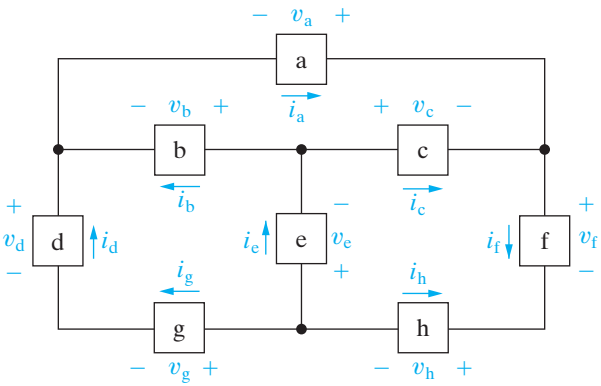 − v_a +
a
i_a
− v_b +
+ v_c −
b
c
i_b
i_c
+
−
+
v_d
d
i_d
i_e
e
v_e
i_f
f
v_f
−
+
−
i_g
i_h
g
h
− v_g +
− v_h +